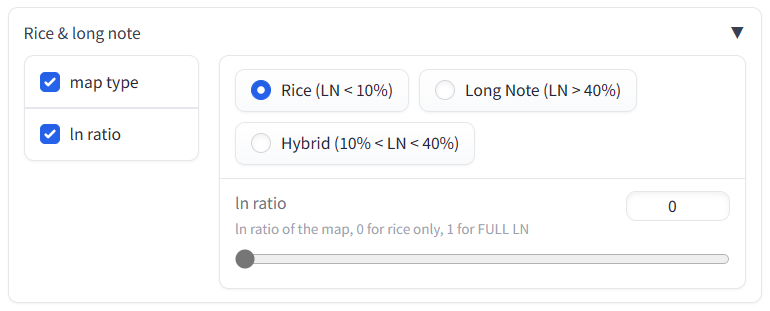 Rice & long note ▼
map type
ln ratio
Rice (LN < 10%) Long Note (LN > 40%)
Hybrid (10% < LN < 40%)
ln ratio 0
ln ratio of the map, 0 for rice only, 1 for FULL LN